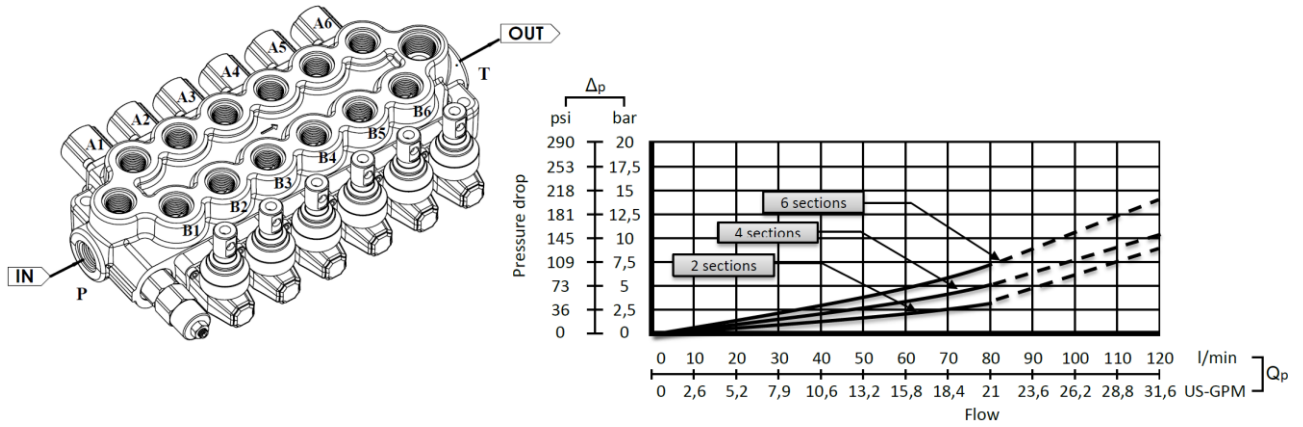 A6
A5
A4
A3
A2
A1
OUT
T
B6
B5
B4
B3
B2
B1
IN
P
Δp
psi bar
290 20
253 17,5
218 15
181 12,5
145 10
109 7,5
73 5
36 2,5
0 0
Pressure drop
6 sections
4 sections
2 sections
0 10 20 30 40 50 60 70 80 90 100 110 120 l/min
0 2,6 5,2 7,9 10,6 13,2 15,8 18,4 21 23,6 26,2 28,8 31,6 US-GPM
Qp
Flow